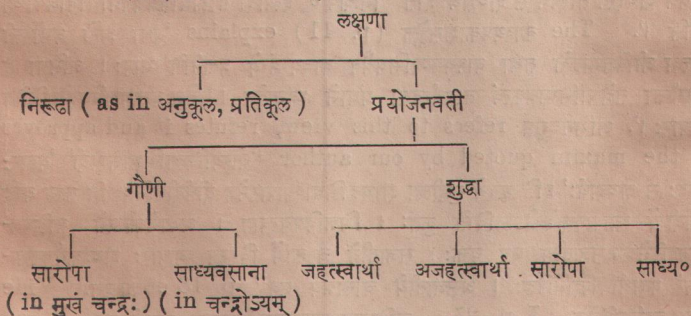 लक्षणा
निरूढा ( as in अनुकूल, प्रतिकूल ) प्रयोजनवती
गौणी शुद्धा
सारोपा साध्यवसाना जहत्स्वार्था अजहत्स्वार्था . सारोपा साध्य०
( in मुखं चन्द्रः ) ( in चन्द्रोऽयम् )